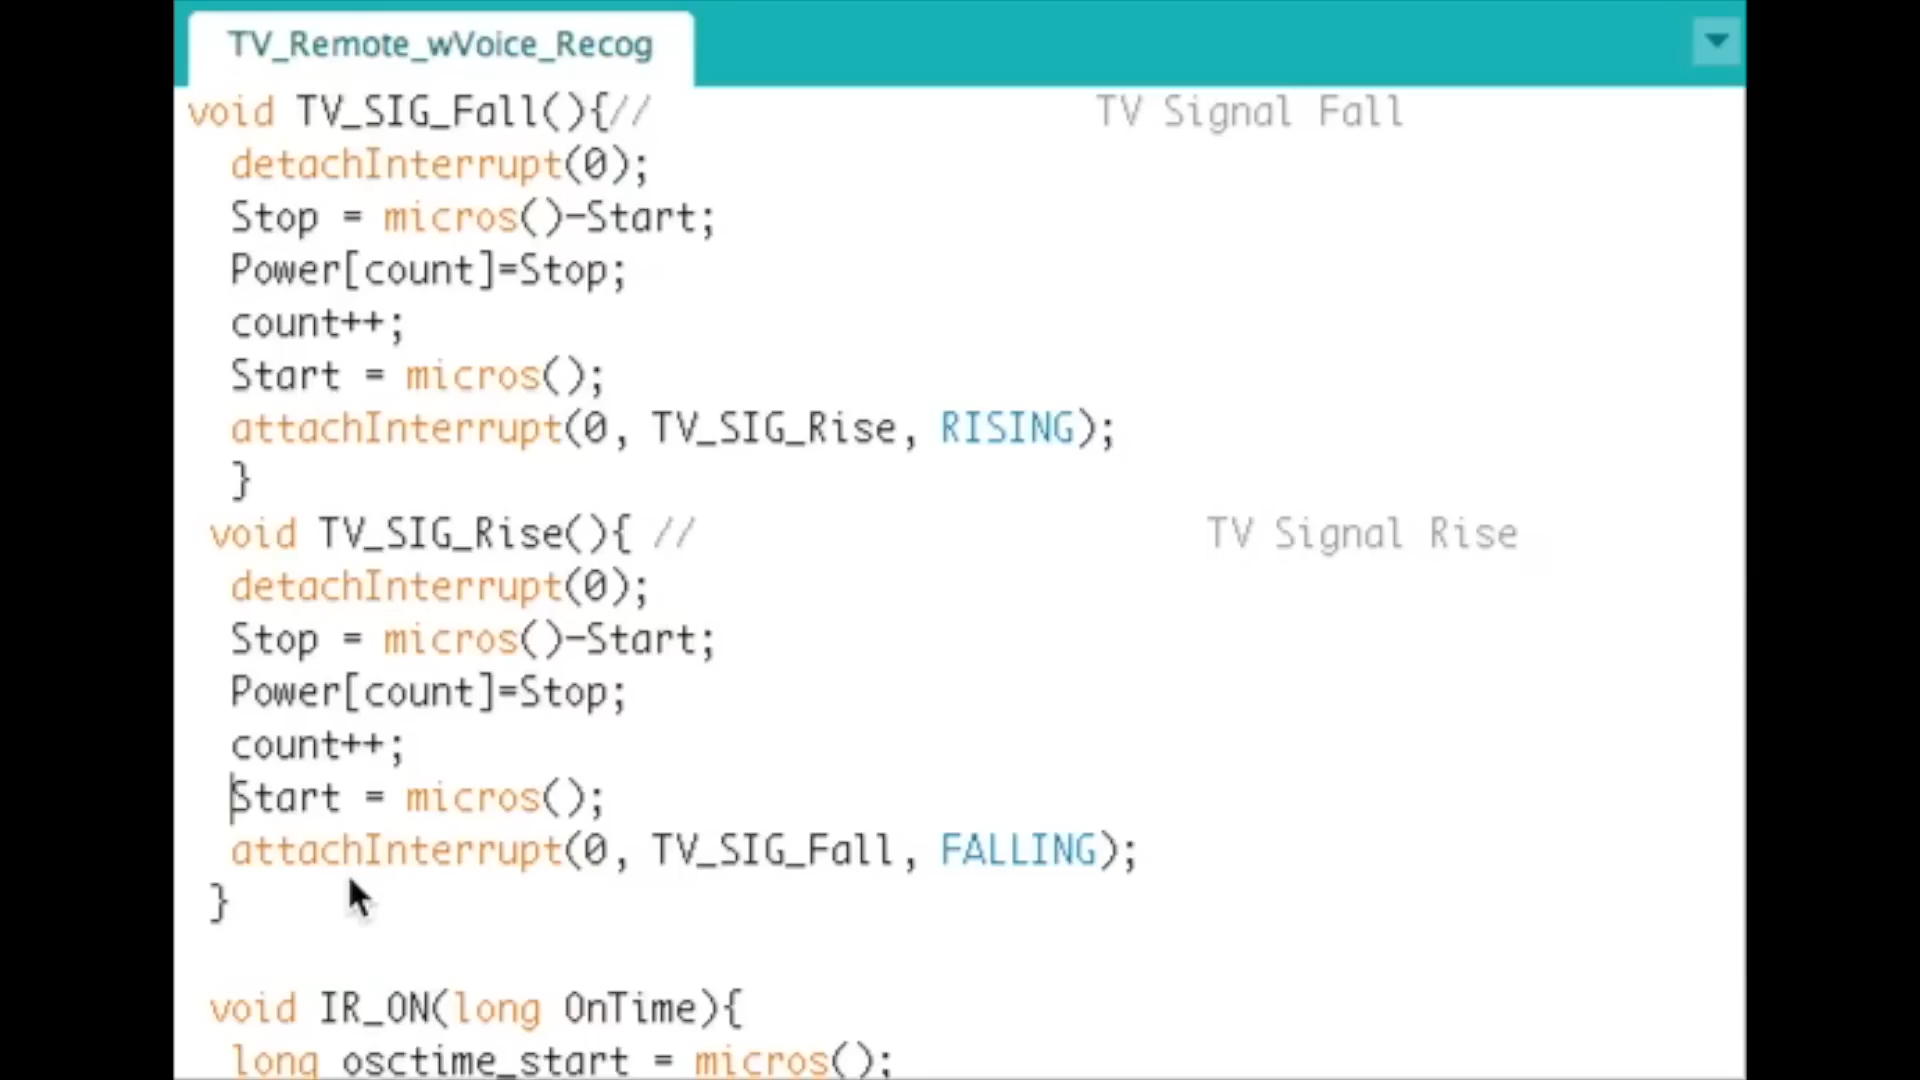 TV_Remote_wVoice_Recog
void TV_SIG_Fall(){// TV Signal Fall
detachInterrupt(0);
Stop = micros()-Start;
Power[count]=Stop;
count++;
Start = micros();
attachInterrupt(0, TV_SIG_Rise, RISING);
}
void TV_SIG_Rise(){ // TV Signal Rise
detachInterrupt(0);
Stop = micros()-Start;
Power[count]=Stop;
count++;
Start = micros();
attachInterrupt(0, TV_SIG_Fall, FALLING);
}
void IR_ON(long OnTime){
long osctime_start = micros();